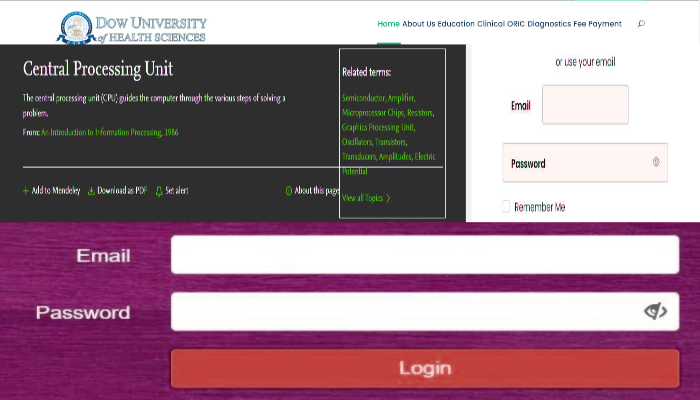 DOW UNIVERSITY
of HEALTH SCIENCES
Home About Us Education Clinical ORIC Diagnostics Fee Payment
Central Processing Unit
The central processing unit (CPU) guides the computer through the various steps of solving a
problem.
From: An Introduction to Information Processing, 1986
Add to Mendeley Download as PDF Set alert About this page
Related terms:
Semiconductor, Amplifier,
Microprocessor Chips, Resistors,
Graphics Processing Unit,
Oscillators, Transistors,
Transducers, Amplitudes, Electric
Potential
View all Topics >
or use your email
Email
Password
Remember Me
Email
Password
Login